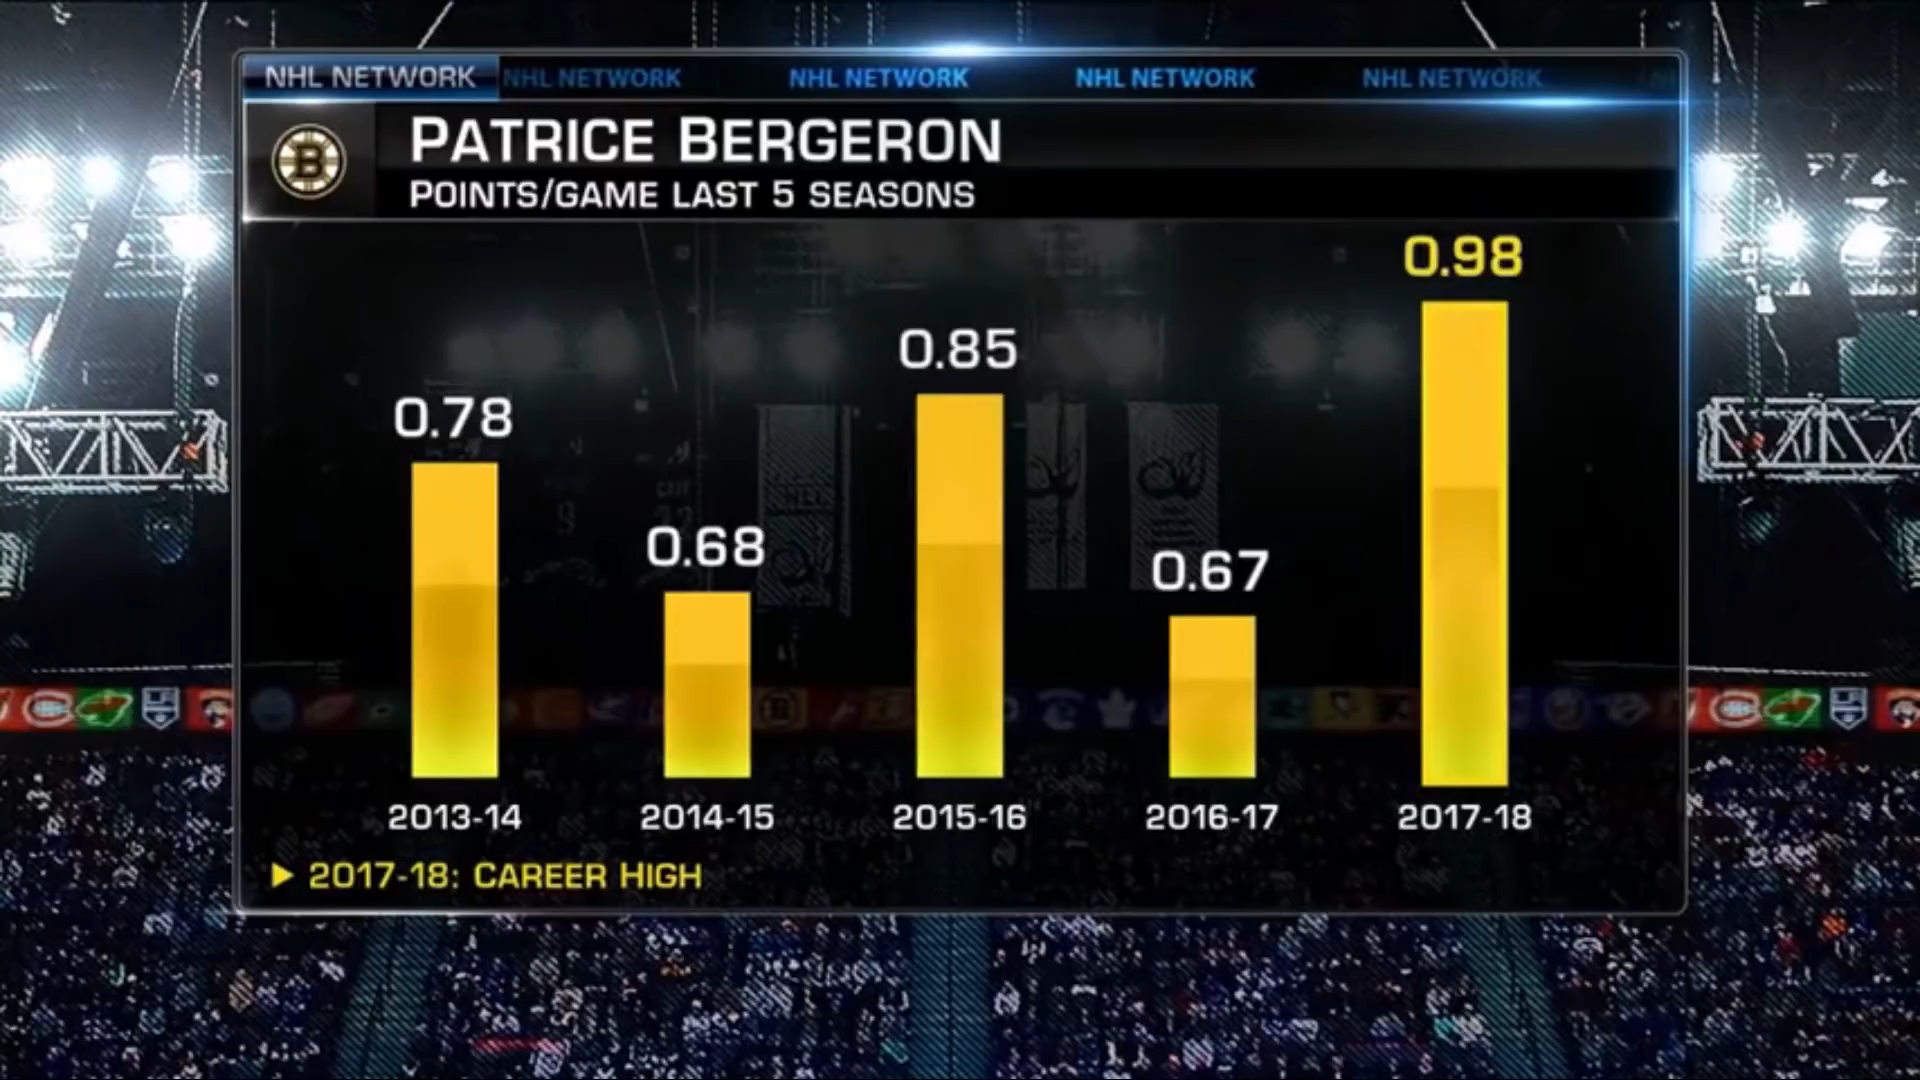 NHL NETWORK NHL NETWORK NHL NETWORK NHL NETWORK NHL NETWORK
PATRICE BERGERON
POINTS/GAME LAST 5 SEASONS
0.78 0.68 0.85 0.67 0.98
2013-14 2014-15 2015-16 2016-17 2017-18
▶ 2017-18: CAREER HIGH